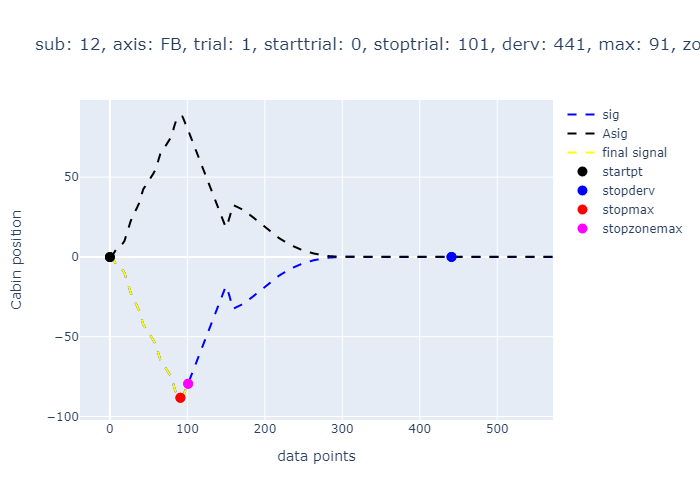 sub: 12, axis: FB, trial: 1, starttrial: 0, stoptrial: 101, derv: 441, max: 91, zo
sig
Asig
final signal
startpt
stopderv
stopmax
stopzonemax
Cabin position
50
0
−50
−100
0 100 200 300 400 500
data points